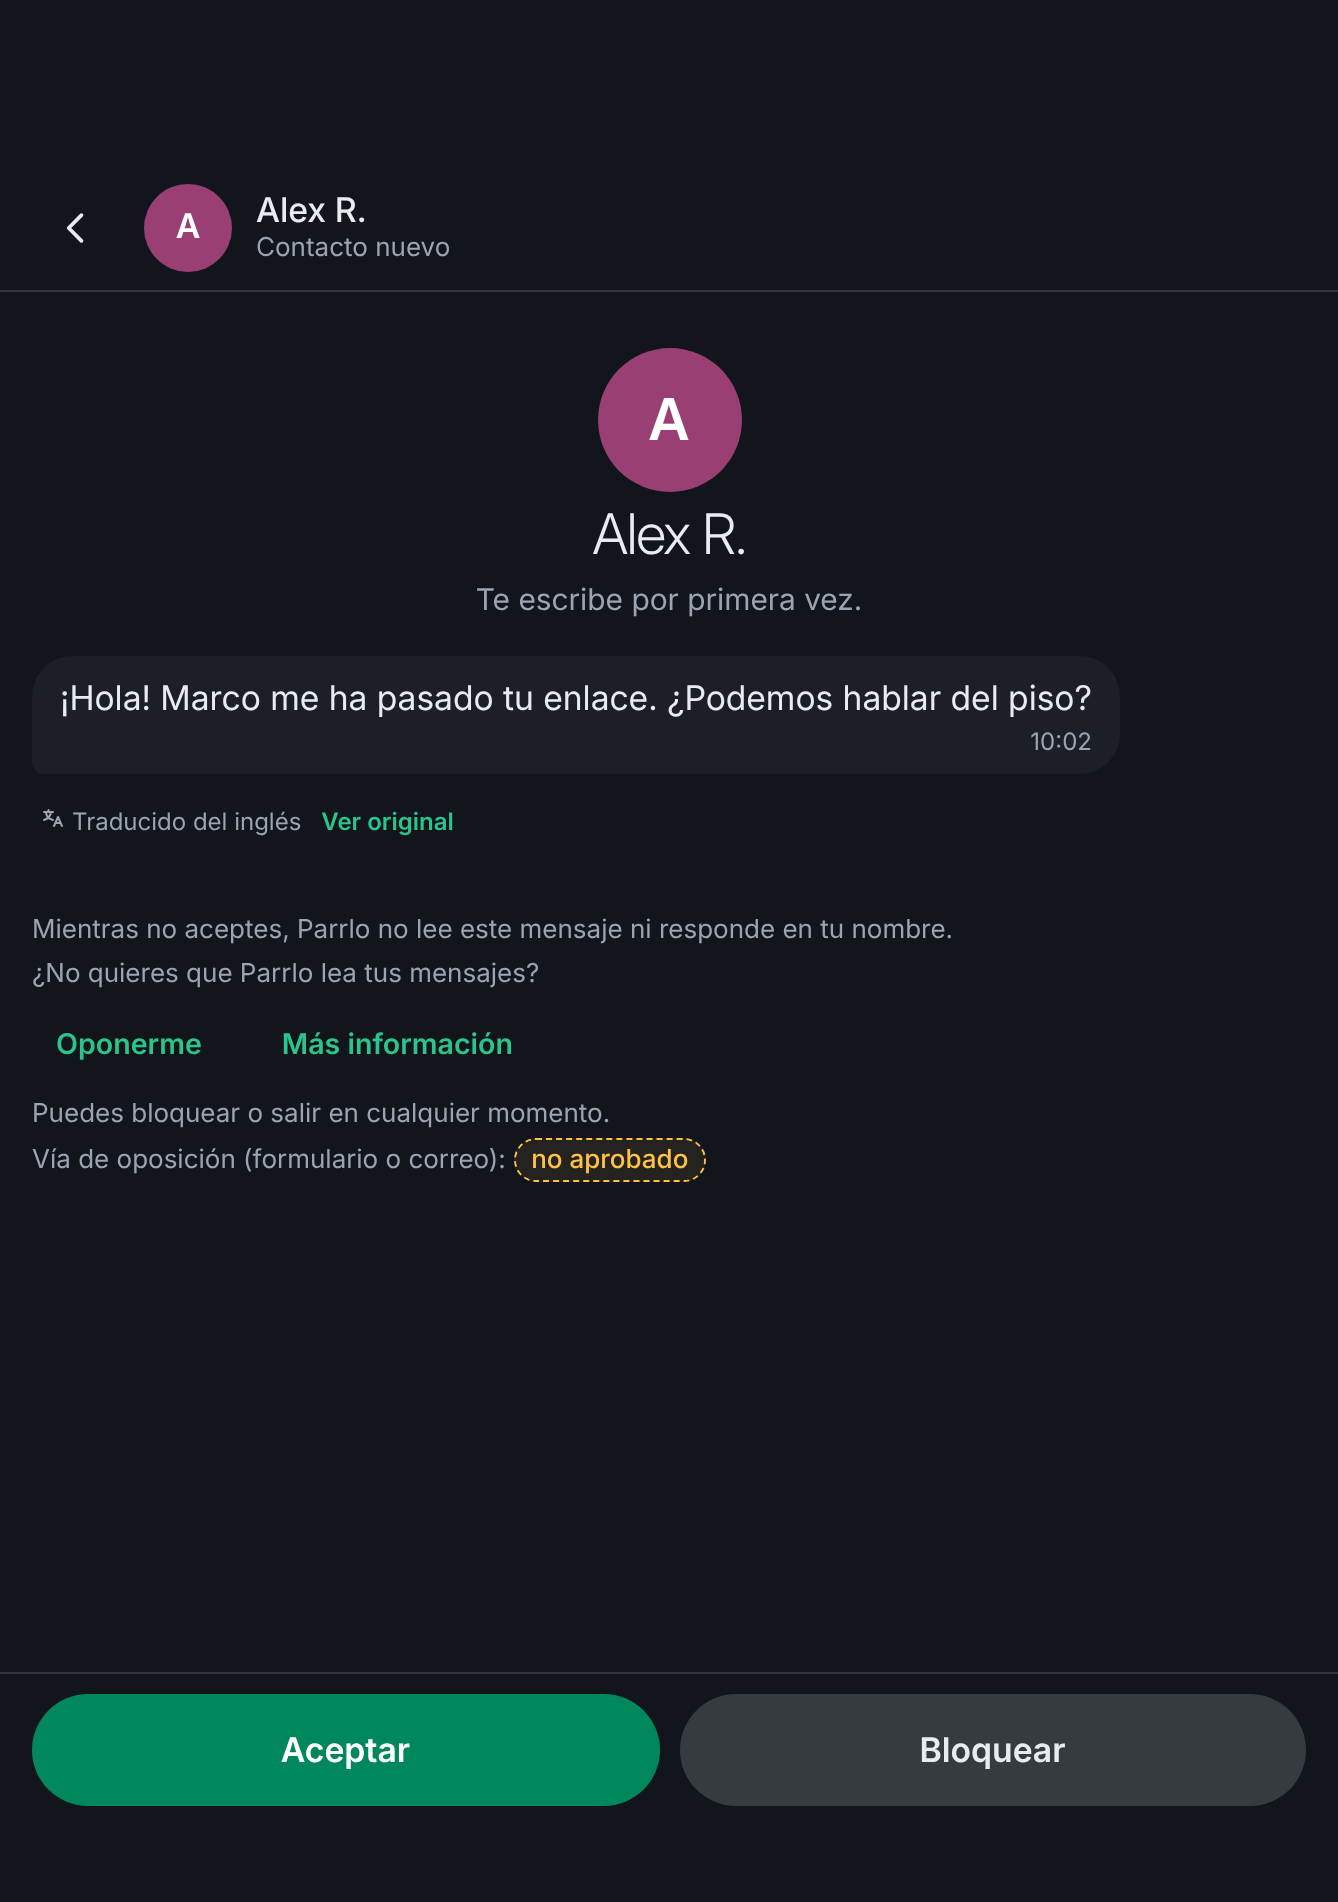 A
Alex R.
Contacto nuevo
A
Alex R.
Te escribe por primera vez.
¡Hola! Marco me ha pasado tu enlace. ¿Podemos hablar del piso?
10:02
Traducido del inglés Ver original
Mientras no aceptes, Parrlo no lee este mensaje ni responde en tu nombre.
¿No quieres que Parrlo lea tus mensajes?
Oponerme Más información
Puedes bloquear o salir en cualquier momento.
Vía de oposición (formulario o correo): no aprobado
Aceptar Bloquear